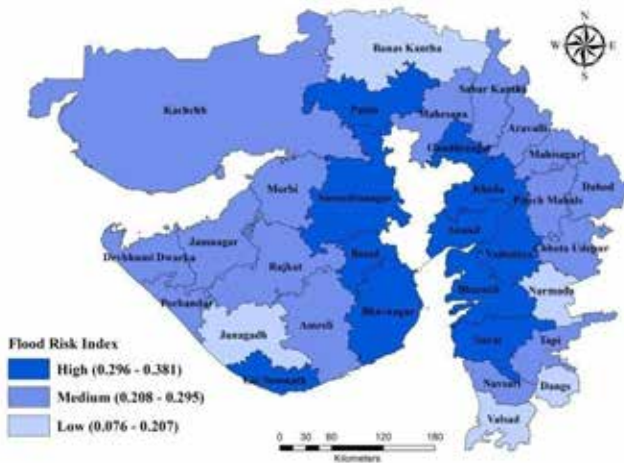 N
W E
S
Banas Kantha
Kachchh
Patan
Sabar Kantha
Mahesana
Aravalli
Gandhinagar
Mahisagar
Morbi
Surendranagar
Kheda
Dahod
Panch Mahals
Anand
Jamnagar
Devbhumi Dwarka
Vadodara
Chhota Udepur
Rajkot
Botad
Porbandar
Bharuch
Narmada
Bhavnagar
Amreli
Junagadh
Surat
Tapi
Gir Somnath
Navsari
Dangs
Valsad
Flood Risk Index
High (0.296 - 0.381)
Medium (0.208 - 0.295)
Low (0.076 - 0.207)
0 15 30 60 120 180
Kilometers